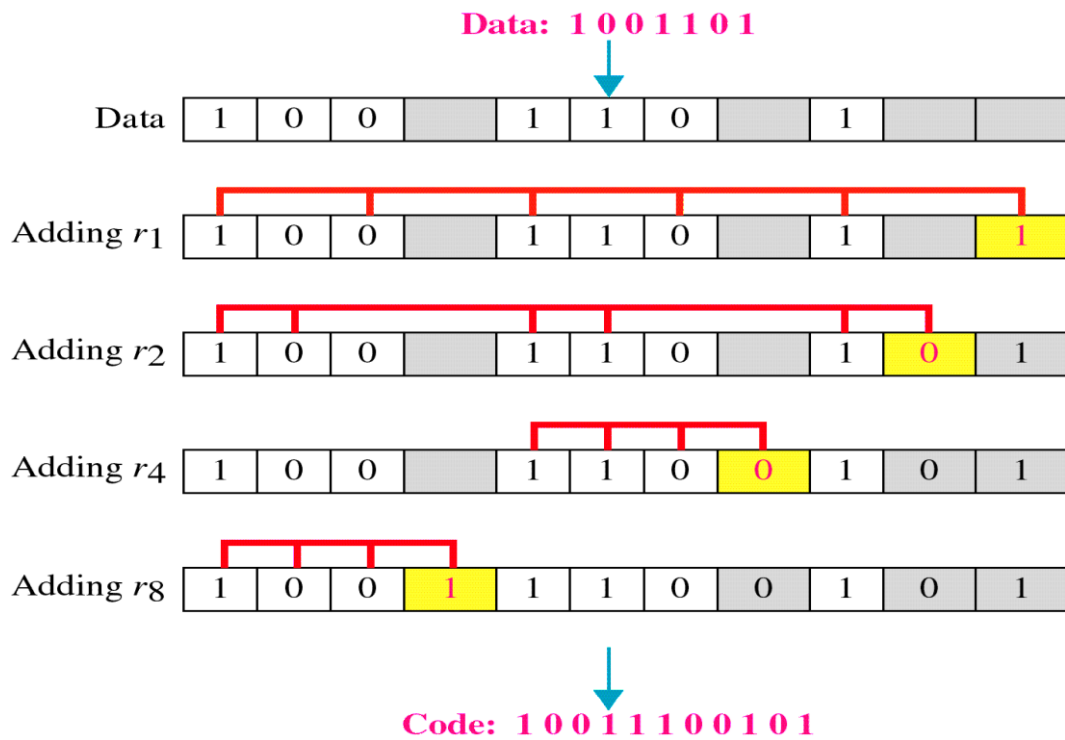 Data: 1 0 0 1 1 0 1
Data 1 0 0 1 1 0 1
Adding r1 1 0 0 1 1 0 1 1
Adding r2 1 0 0 1 1 0 1 0 1
Adding r4 1 0 0 1 1 0 0 1 0 1
Adding r8 1 0 0 1 1 1 0 0 1 0 1
Code: 1 0 0 1 1 1 0 0 1 0 1